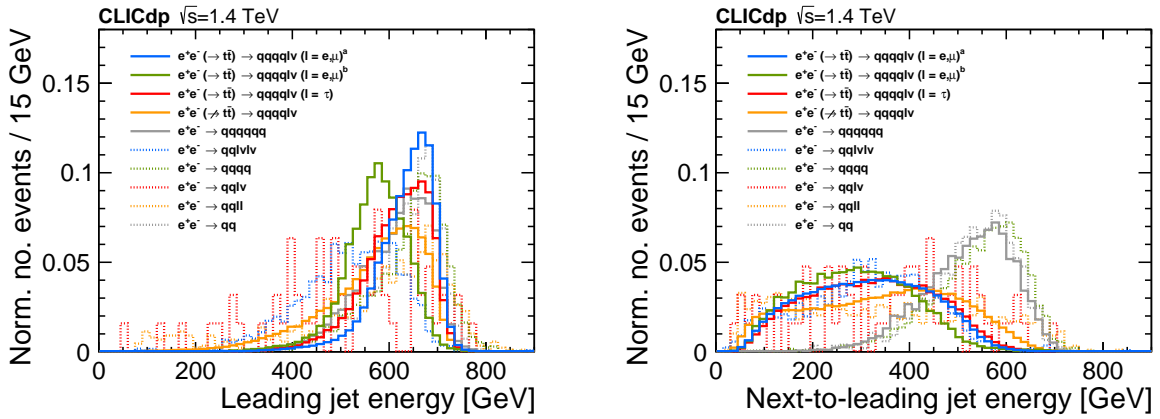 CLICdp √s=1.4 TeV
Norm. no. events / 15 GeV
0.15
0.1
0.05
0
e⁺e⁻ (→ tt̄) → qqqqlν (l = e,μ)ᵃ
e⁺e⁻ (→ tt̄) → qqqqlν (l = e,μ)ᵇ
e⁺e⁻ (→ tt̄) → qqqqlν (l = τ)
e⁺e⁻ (↛ tt̄) → qqqqlν
e⁺e⁻ → qqqqqq
e⁺e⁻ → qqlνlν
e⁺e⁻ → qqqq
e⁺e⁻ → qqlν
e⁺e⁻ → qqll
e⁺e⁻ → qq
0 200 400 600 800
Leading jet energy [GeV]
CLICdp √s=1.4 TeV
Norm. no. events / 15 GeV
0.15
0.1
0.05
0
e⁺e⁻ (→ tt̄) → qqqqlν (l = e,μ)ᵃ
e⁺e⁻ (→ tt̄) → qqqqlν (l = e,μ)ᵇ
e⁺e⁻ (→ tt̄) → qqqqlν (l = τ)
e⁺e⁻ (↛ tt̄) → qqqqlν
e⁺e⁻ → qqqqqq
e⁺e⁻ → qqlνlν
e⁺e⁻ → qqqq
e⁺e⁻ → qqlν
e⁺e⁻ → qqll
e⁺e⁻ → qq
0 200 400 600 800
Next-to-leading jet energy [GeV]